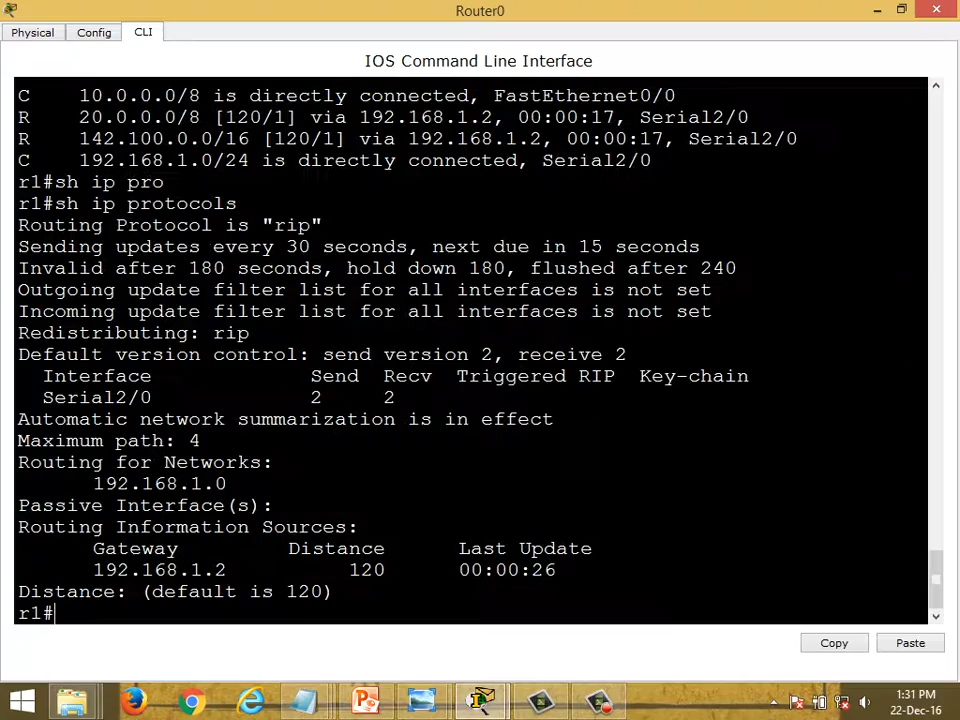 Router0
Physical Config CLI
IOS Command Line Interface
C 10.0.0.0/8 is directly connected, FastEthernet0/0
R 20.0.0.0/8 [120/1] via 192.168.1.2, 00:00:17, Serial2/0
R 142.100.0.0/16 [120/1] via 192.168.1.2, 00:00:17, Serial2/0
C 192.168.1.0/24 is directly connected, Serial2/0
r1#sh ip pro
r1#sh ip protocols
Routing Protocol is "rip"
Sending updates every 30 seconds, next due in 15 seconds
Invalid after 180 seconds, hold down 180, flushed after 240
Outgoing update filter list for all interfaces is not set
Incoming update filter list for all interfaces is not set
Redistributing: rip
Default version control: send version 2, receive 2
Interface Send Recv Triggered RIP Key-chain
Serial2/0 2 2
Automatic network summarization is in effect
Maximum path: 4
Routing for Networks:
192.168.1.0
Passive Interface(s):
Routing Information Sources:
Gateway Distance Last Update
192.168.1.2 120 00:00:26
Distance: (default is 120)
r1#
Copy Paste
1:31 PM
22-Dec-16